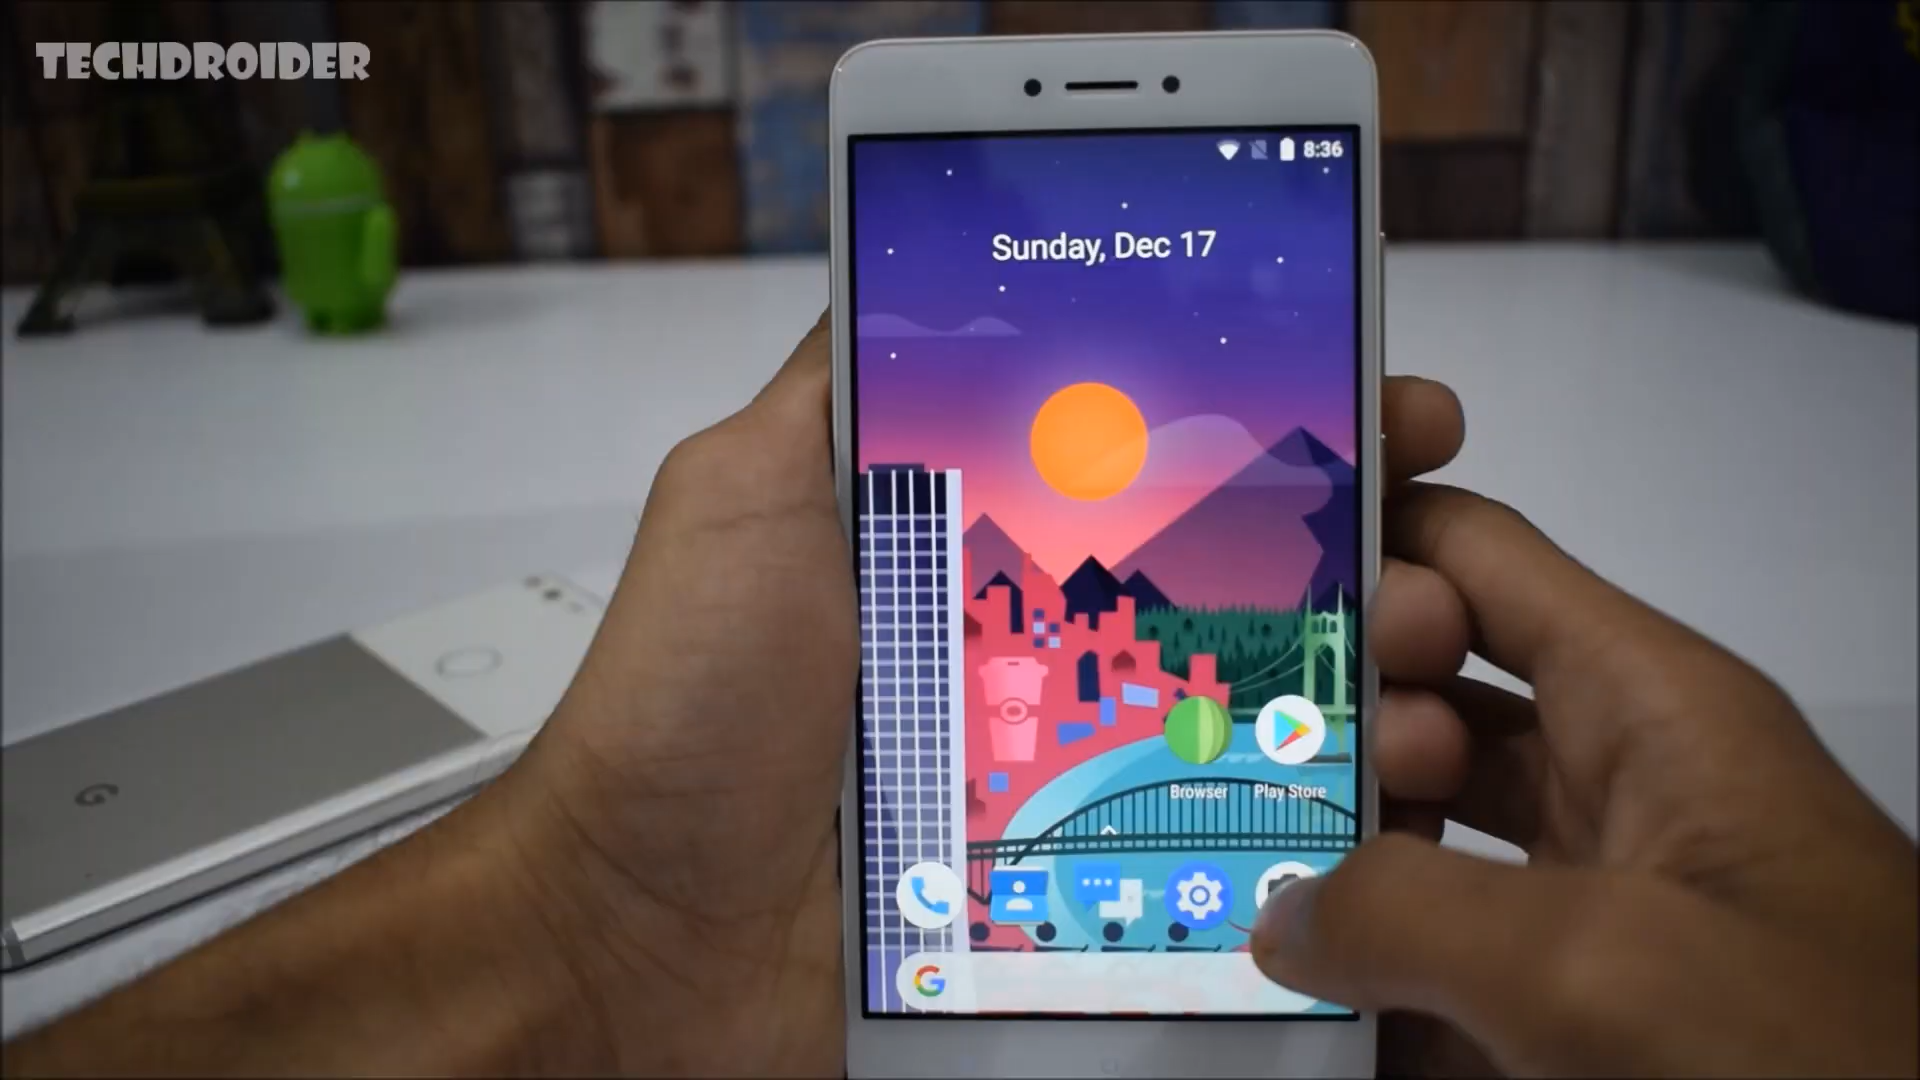 TECHDROIDER
8:36
Sunday, Dec 17
Browser Play Store
G
G